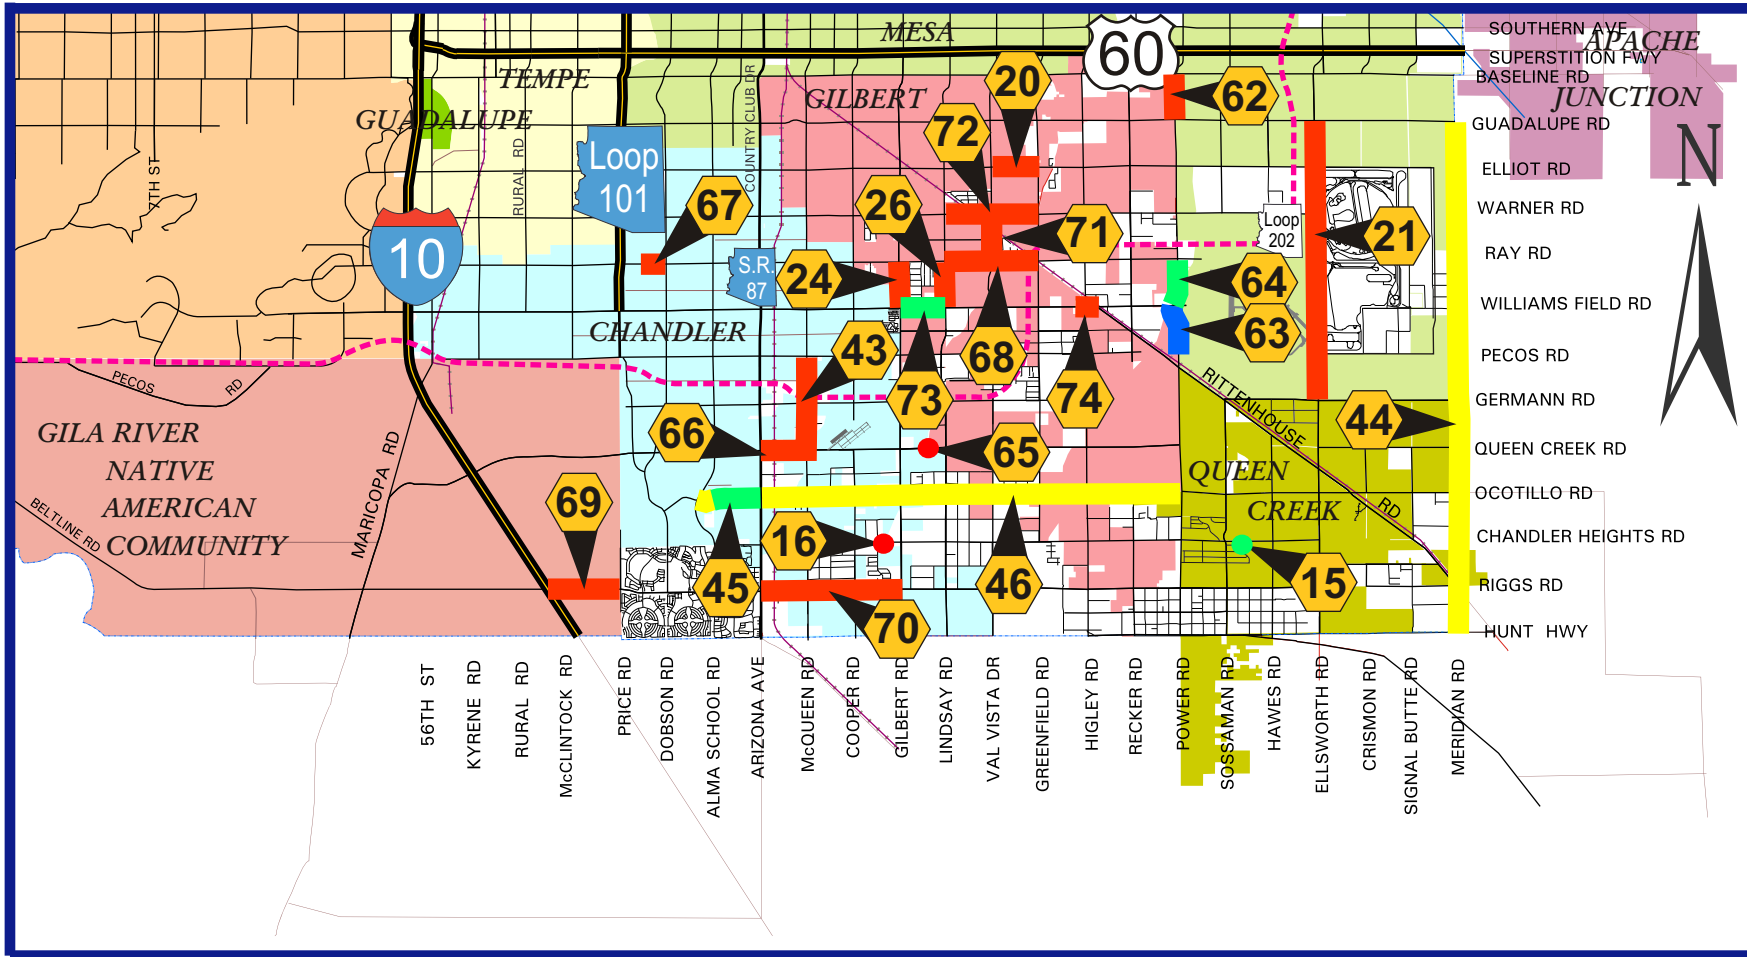 MESA
SOUTHERN AVE
APACHE
JUNCTION
SUPERSTITION FWY
BASELINE RD
60
TEMPE
GILBERT
20
62
GUADALUPE
72
GUADALUPE RD
COUNTRY CLUB DR
Loop
101
7TH ST
RURAL RD
ELLIOT RD
N
67
26
71
Loop
202
21
WARNER RD
10
S.R.
87
24
64
RAY RD
WILLIAMS FIELD RD
CHANDLER
43
68
63
PECOS RD
PECOS RD
73
74
RITTENHOUSE RD
44
GERMANN RD
GILA RIVER
NATIVE
AMERICAN
COMMUNITY
MARICOPA RD
66
65
QUEEN CREEK RD
QUEEN
CREEK
BELTLINE RD
69
OCOTILLO RD
16
CHANDLER HEIGHTS RD
45
46
15
RIGGS RD
70
HUNT HWY
56TH ST
KYRENE RD
RURAL RD
McCLINTOCK RD
PRICE RD
DOBSON RD
ALMA SCHOOL RD
ARIZONA AVE
McQUEEN RD
COOPER RD
GILBERT RD
LINDSAY RD
VAL VISTA DR
GREENFIELD RD
HIGLEY RD
RECKER RD
POWER RD
SOSSAMAN RD
HAWES RD
ELLSWORTH RD
CRISMON RD
SIGNAL BUTTE RD
MERIDIAN RD